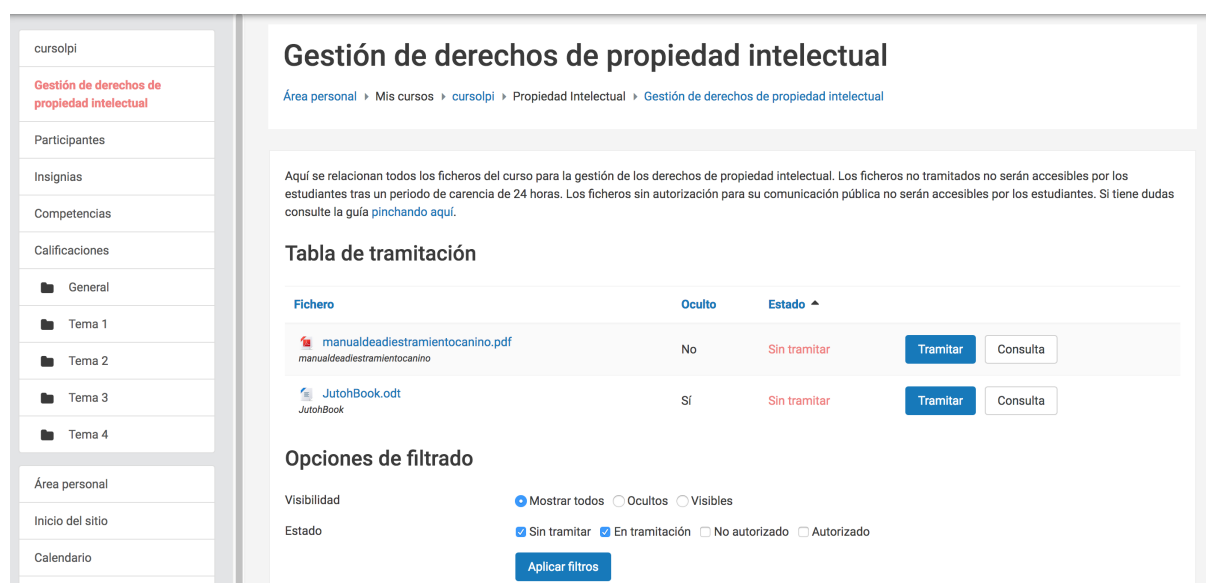 cursolpi
Gestión de derechos de
propiedad intelectual
Participantes
Insignias
Competencias
Calificaciones
General
Tema 1
Tema 2
Tema 3
Tema 4
Área personal
Inicio del sitio
Calendario
Gestión de derechos de propiedad intelectual
Área personal Mis cursos cursolpi Propiedad Intelectual Gestión de derechos de propiedad intelectual
Aquí se relacionan todos los ficheros del curso para la gestión de los derechos de propiedad intelectual. Los ficheros no tramitados no serán accesibles por los
estudiantes tras un periodo de carencia de 24 horas. Los ficheros sin autorización para su comunicación pública no serán accesibles por los estudiantes. Si tiene dudas
consulte la guía pinchando aquí.
Tabla de tramitación
Fichero Oculto Estado
manualdeadiestramientocanino.pdf No Sin tramitar Tramitar Consulta
manualdeadiestramientocanino
JutohBook.odt Sí Sin tramitar Tramitar Consulta
JutohBook
Opciones de filtrado
Visibilidad Mostrar todos Ocultos Visibles
Estado Sin tramitar En tramitación No autorizado Autorizado
Aplicar filtros